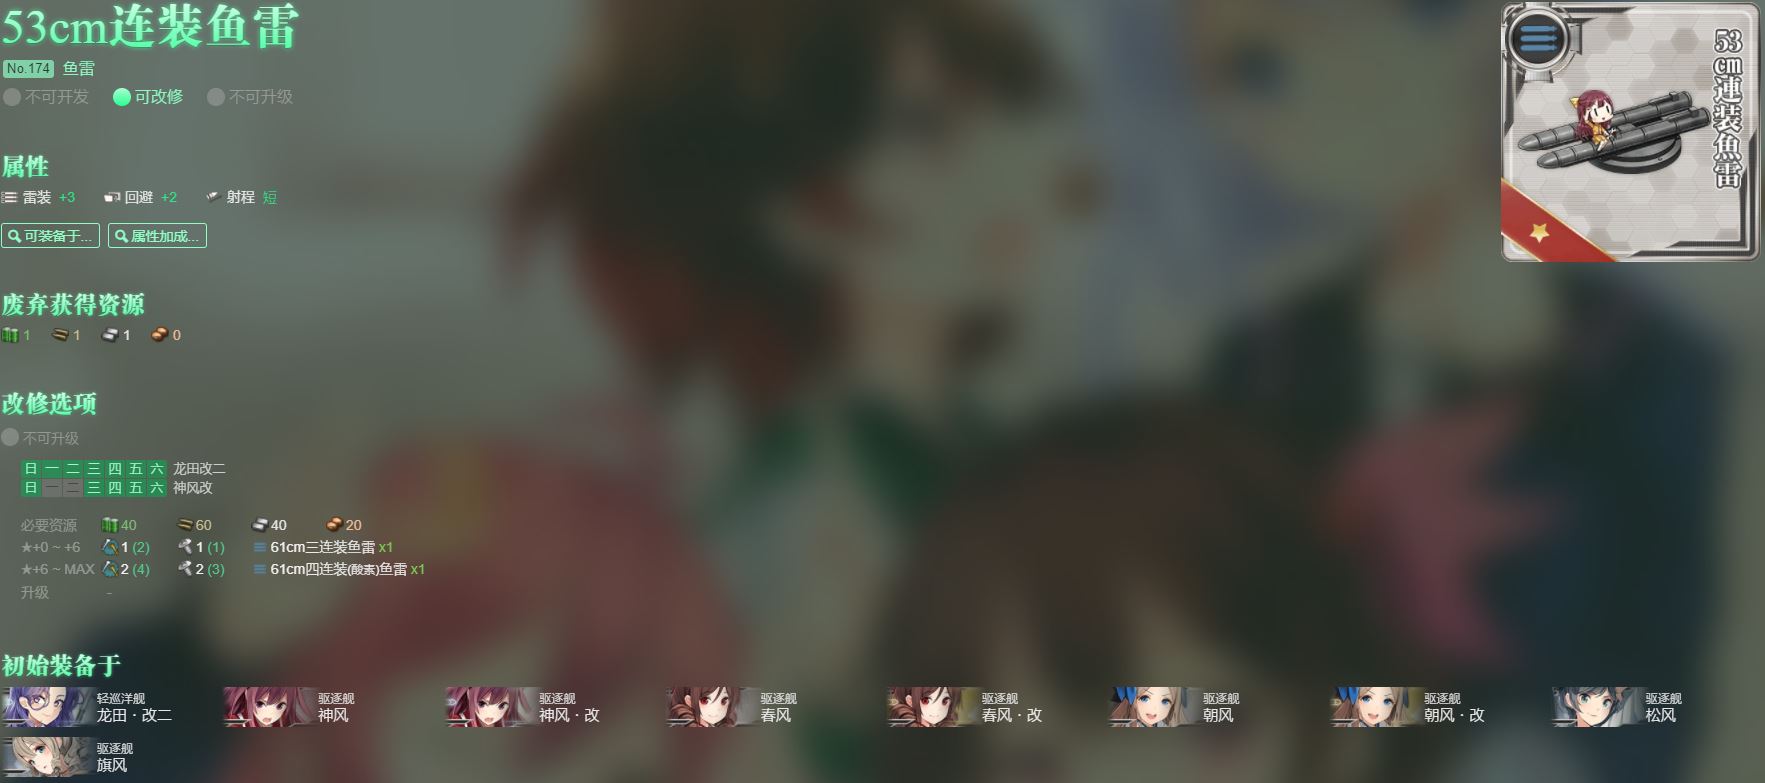 53cm连装鱼雷
No.174 鱼雷
不可开发 可改修 不可升级
53cm連装魚雷
属性
雷装 +3 回避 +2 射程 短
可装备于... 属性加成...
废弃获得资源
1 1 1 0
改修选项
不可升级
日 一 二 三 四 五 六 龙田改二
日 一 二 三 四 五 六 神风改
必要资源 40 60 40 20
★+0 ~ +6 1 (2) 1 (1) 61cm三连装鱼雷 x1
★+6 ~ MAX 2 (4) 2 (3) 61cm四连装(酸素)鱼雷 x1
升级 -
初始装备于
轻巡洋舰 驱逐舰 驱逐舰 驱逐舰 驱逐舰 驱逐舰 驱逐舰 驱逐舰
龙田·改二 神风 神风·改 春风 春风·改 朝风 朝风·改 松风
驱逐舰
旗风